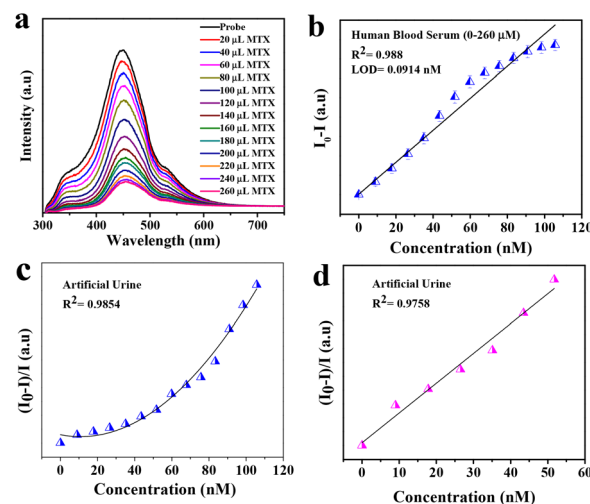 a
Intensity (a.u)
Probe
20 μL MTX
40 μL MTX
60 μL MTX
80 μL MTX
100 μL MTX
120 μL MTX
140 μL MTX
160 μL MTX
180 μL MTX
200 μL MTX
220 μL MTX
240 μL MTX
260 μL MTX
300 400 500 600 700
Wavelength (nm)
b
Human Blood Serum (0-260 μM)
R²= 0.988
LOD= 0.0914 nM
I₀-I (a.u)
0 20 40 60 80 100 120
Concentration (nM)
c
Artificial Urine
R²= 0.9854
(I₀-I)/I (a.u)
0 20 40 60 80 100 120
Concentration (nM)
d
Artificial Urine
R²= 0.9758
(I₀-I)/I (a.u)
0 10 20 30 40 50 60
Concentration (nM)